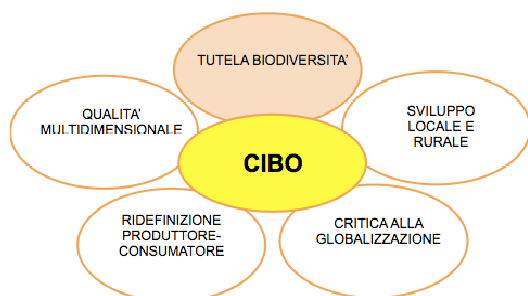 TUTELA BIODIVERSITA'
QUALITA'
MULTIDIMENSIONALE
SVILUPPO
LOCALE E
RURALE
CIBO
RIDEFINIZIONE
PRODUTTORE-
CONSUMATORE
CRITICA ALLA
GLOBALIZZAZIONE